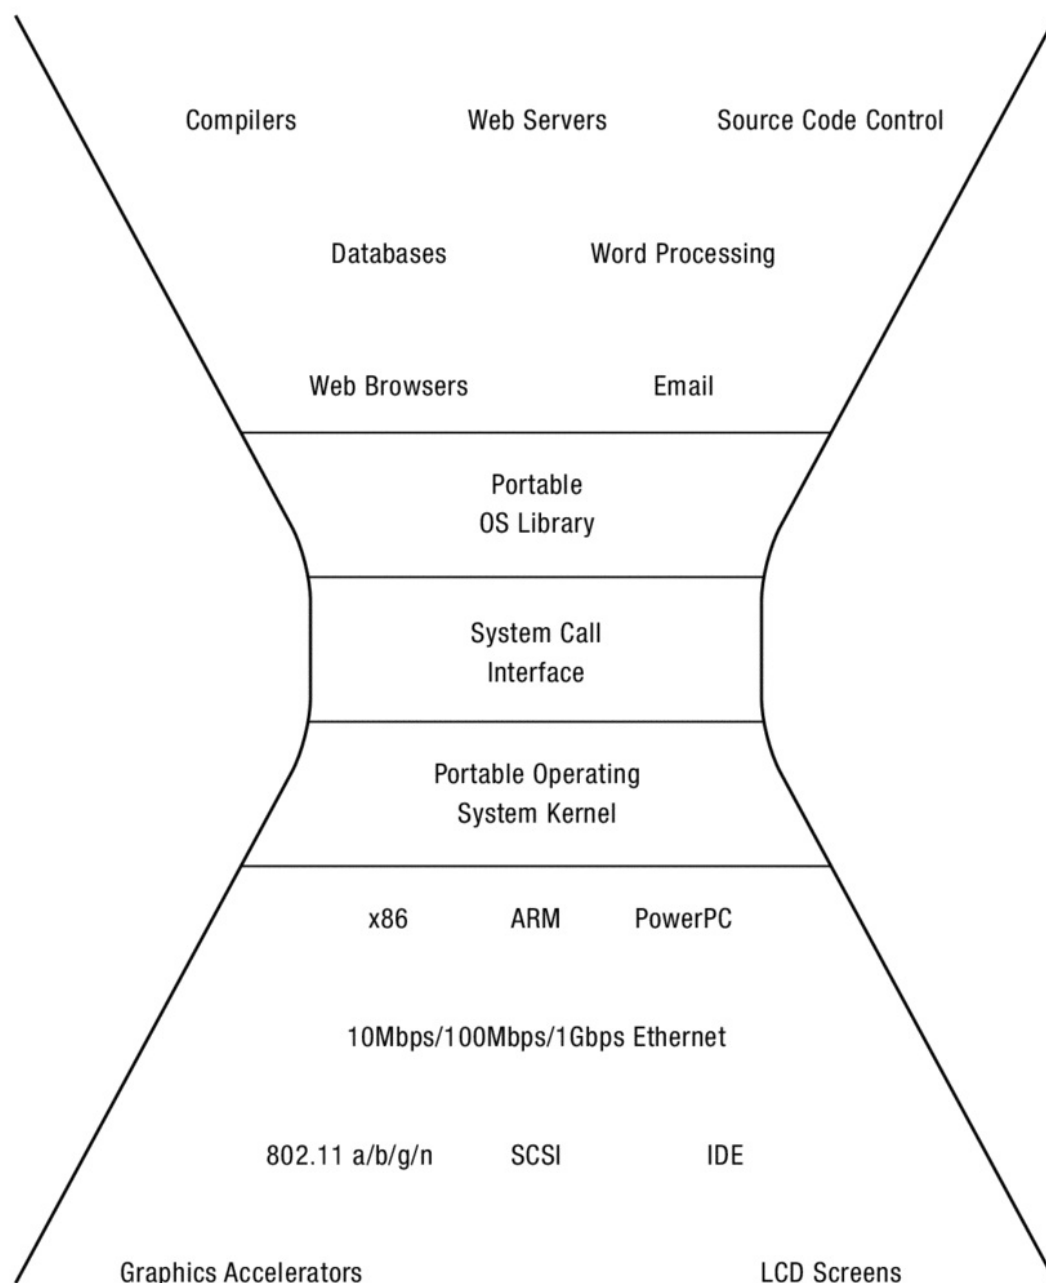 Compilers Web Servers Source Code Control
Databases Word Processing
Web Browsers Email
Portable
OS Library
System Call
Interface
Portable Operating
System Kernel
x86 ARM PowerPC
10Mbps/100Mbps/1Gbps Ethernet
802.11 a/b/g/n SCSI IDE
Graphics Accelerators LCD Screens